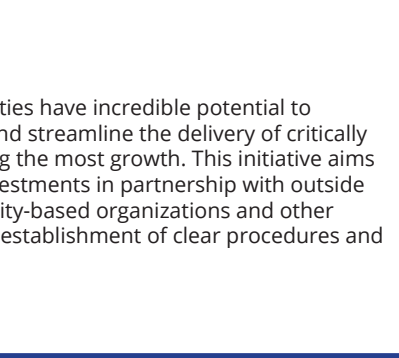 ties have incredible potential to
nd streamline the delivery of critically
g the most growth. This initiative aims
estments in partnership with outside
ity-based organizations and other
establishment of clear procedures and